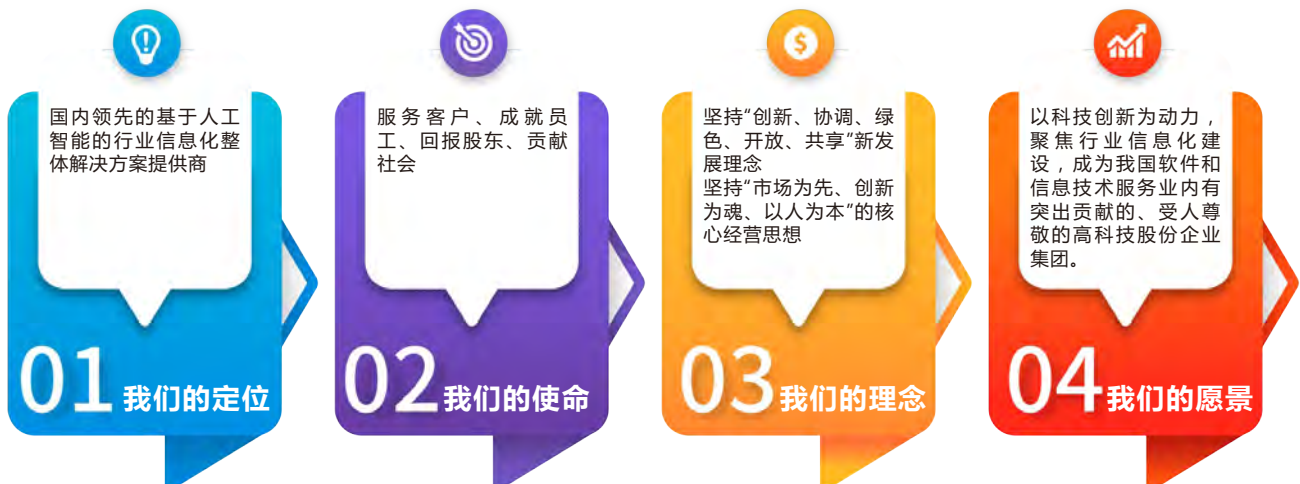 国内领先的基于人工
智能的行业信息化整
体解决方案提供商
01 我们的定位
服务客户、成就员
工、回报股东、贡献
社会
02 我们的使命
坚持“创新、协调、绿
色、开放、共享”新发
展理念
坚持“市场为先、创新
为魂、以人为本”的核
心经营思想
03 我们的理念
以科技创新为动力，
聚焦行业信息化建
设，成为我国软件和
信息技术服务业内有
突出贡献的、受人尊
敬的高科技股份企业
集团。
04 我们的愿景